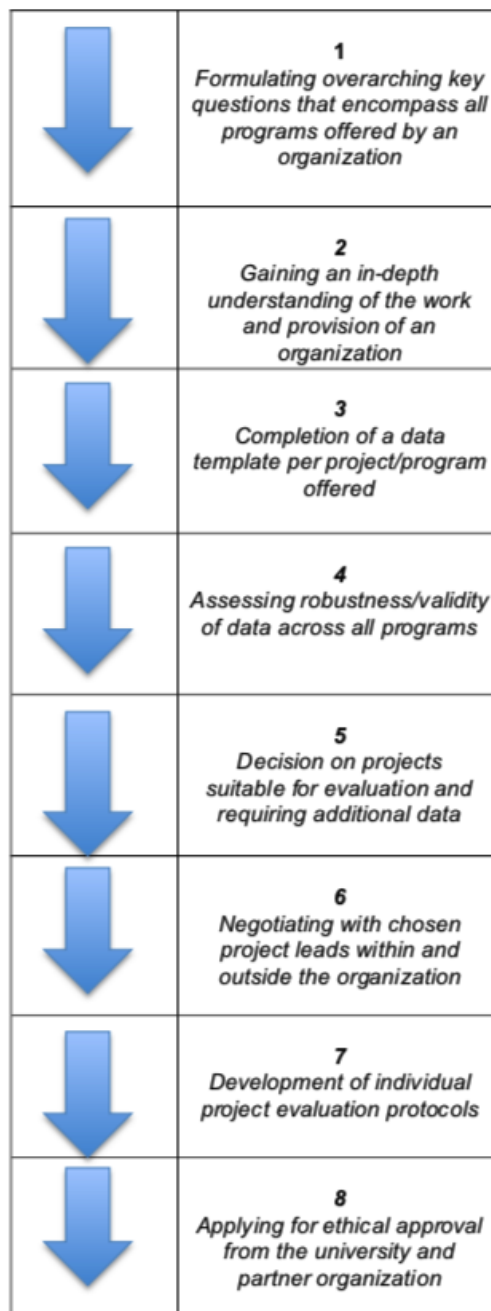 1
Formulating overarching key
questions that encompass all
programs offered by an
organization
2
Gaining an in-depth
understanding of the work
and provision of an
organization
3
Completion of a data
template per project/program
offered
4
Assessing robustness/validity
of data across all programs
5
Decision on projects
suitable for evaluation and
requiring additional data
6
Negotiating with chosen
project leads within and
outside the organization
7
Development of individual
project evaluation protocols
8
Applying for ethical approval
from the university and
partner organization